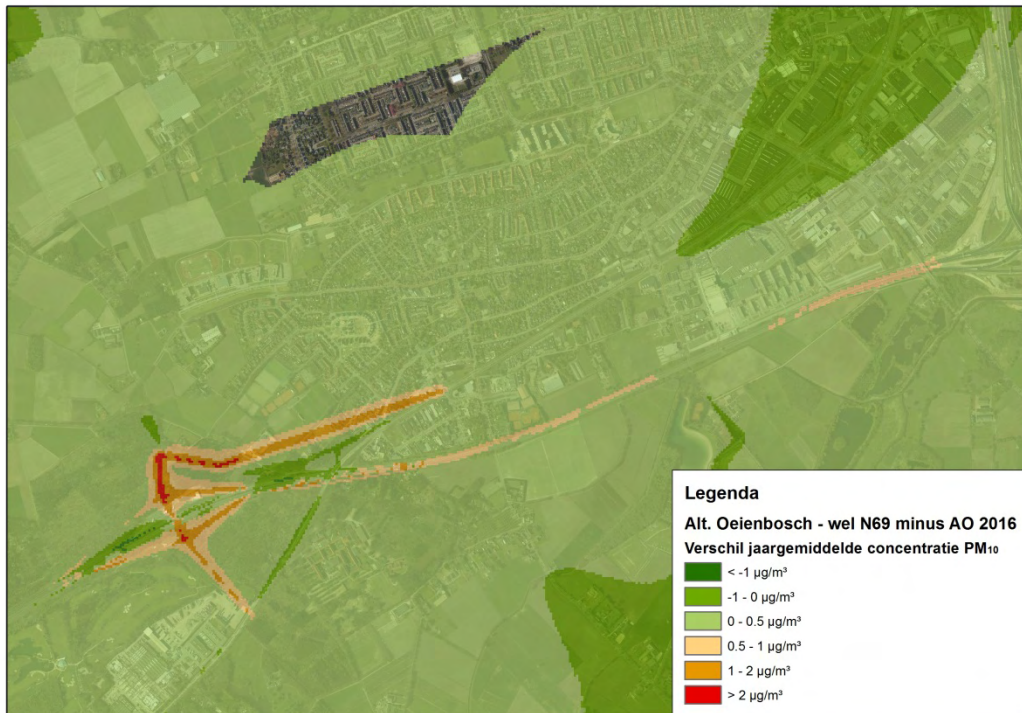 Legenda
Alt. Oeienbosch - wel N69 minus AO 2016
Verschil jaargemiddelde concentratie PM₁₀
< -1 µg/m³
-1 - 0 µg/m³
0 - 0.5 µg/m³
0.5 - 1 µg/m³
1 - 2 µg/m³
> 2 µg/m³